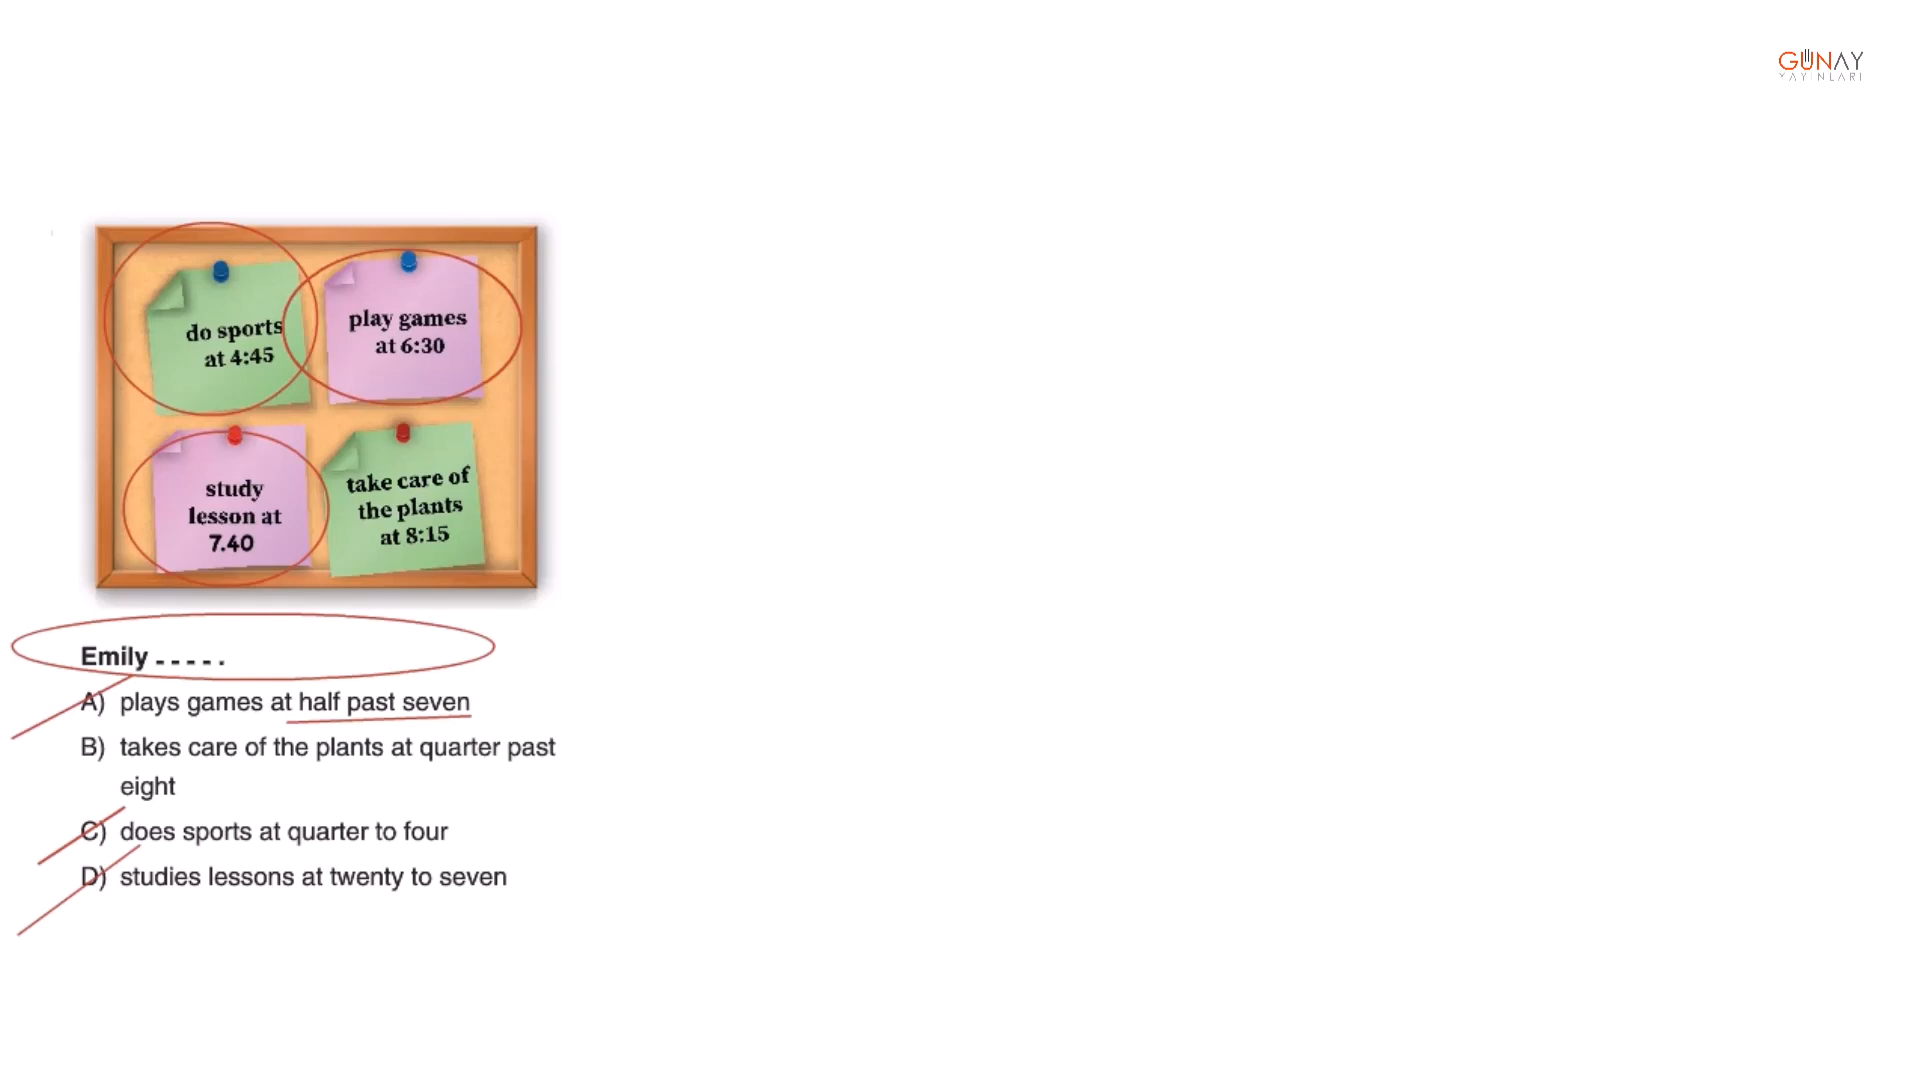 GÜNAY
YAYINLARI
do sports
at 4:45
play games
at 6:30
study
lesson at
7.40
take care of
the plants
at 8:15
Emily - - - - .
A) plays games at half past seven
B) takes care of the plants at quarter past
eight
C) does sports at quarter to four
D) studies lessons at twenty to seven